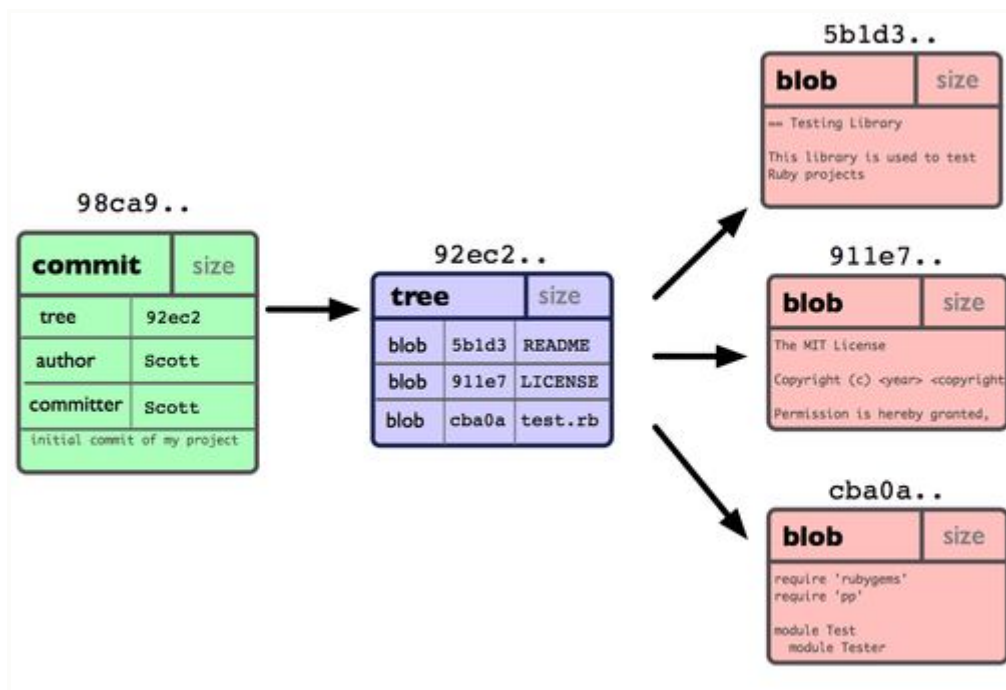 98ca9..
commit size
tree 92ec2
author Scott
committer Scott
initial commit of my project
92ec2..
tree size
blob 5b1d3 README
blob 911e7 LICENSE
blob cba0a test.rb
5b1d3..
blob size
== Testing Library
This library is used to test
Ruby projects
911e7..
blob size
The MIT License
Copyright (c) <year> <copyright
Permission is hereby granted,
cba0a..
blob size
require 'rubygems'
require 'pp'
module Test
module Tester